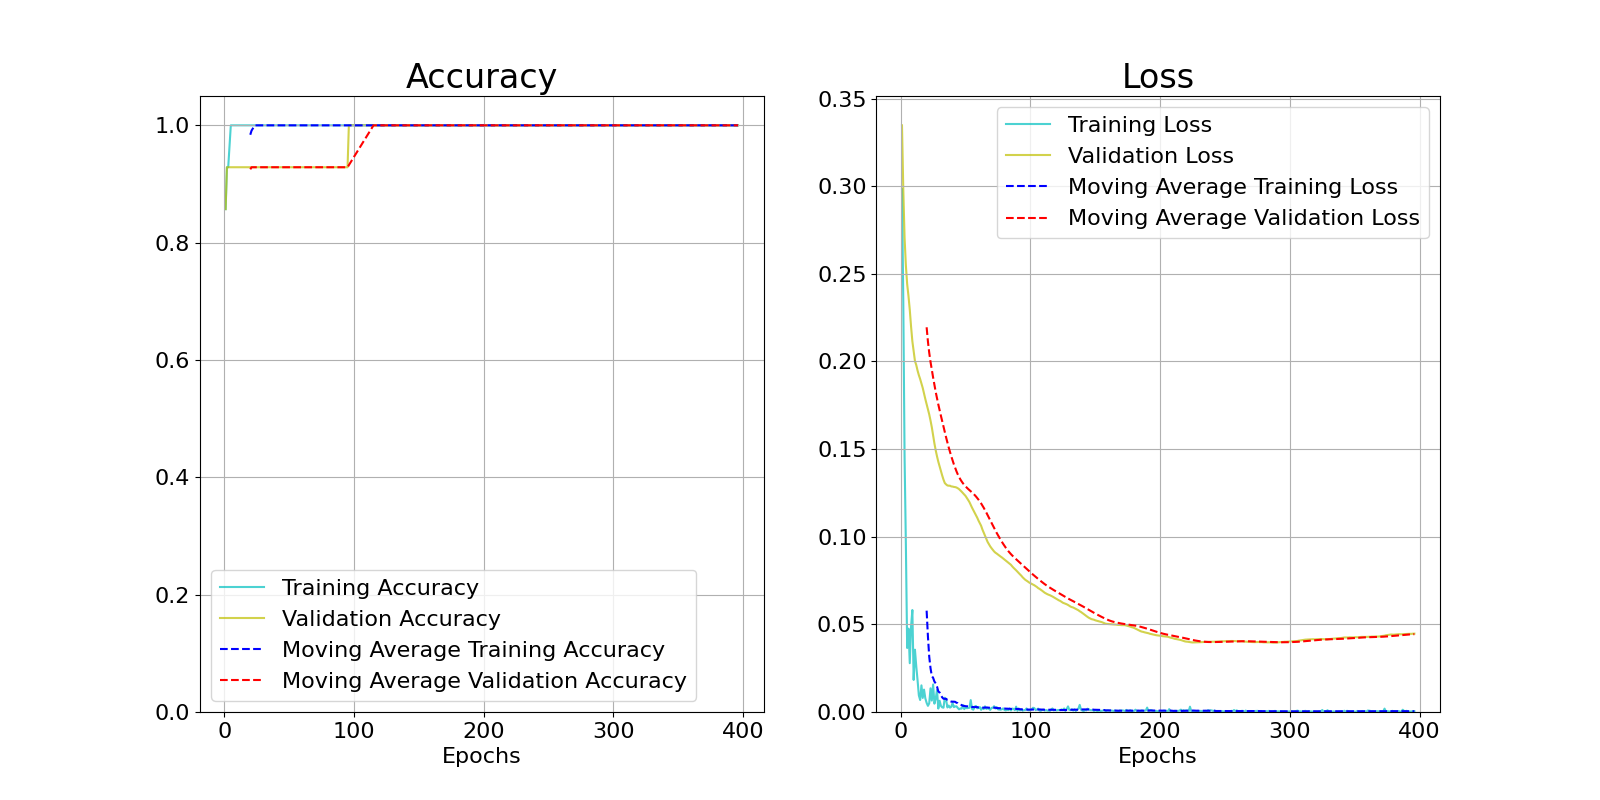 Accuracy
1.0
0.8
0.6
0.4
0.2
0.0
0 100 200 300 400
Epochs
Training Accuracy
Validation Accuracy
Moving Average Training Accuracy
Moving Average Validation Accuracy
Loss
0.35
0.30
0.25
0.20
0.15
0.10
0.05
0.00
0 100 200 300 400
Epochs
Training Loss
Validation Loss
Moving Average Training Loss
Moving Average Validation Loss